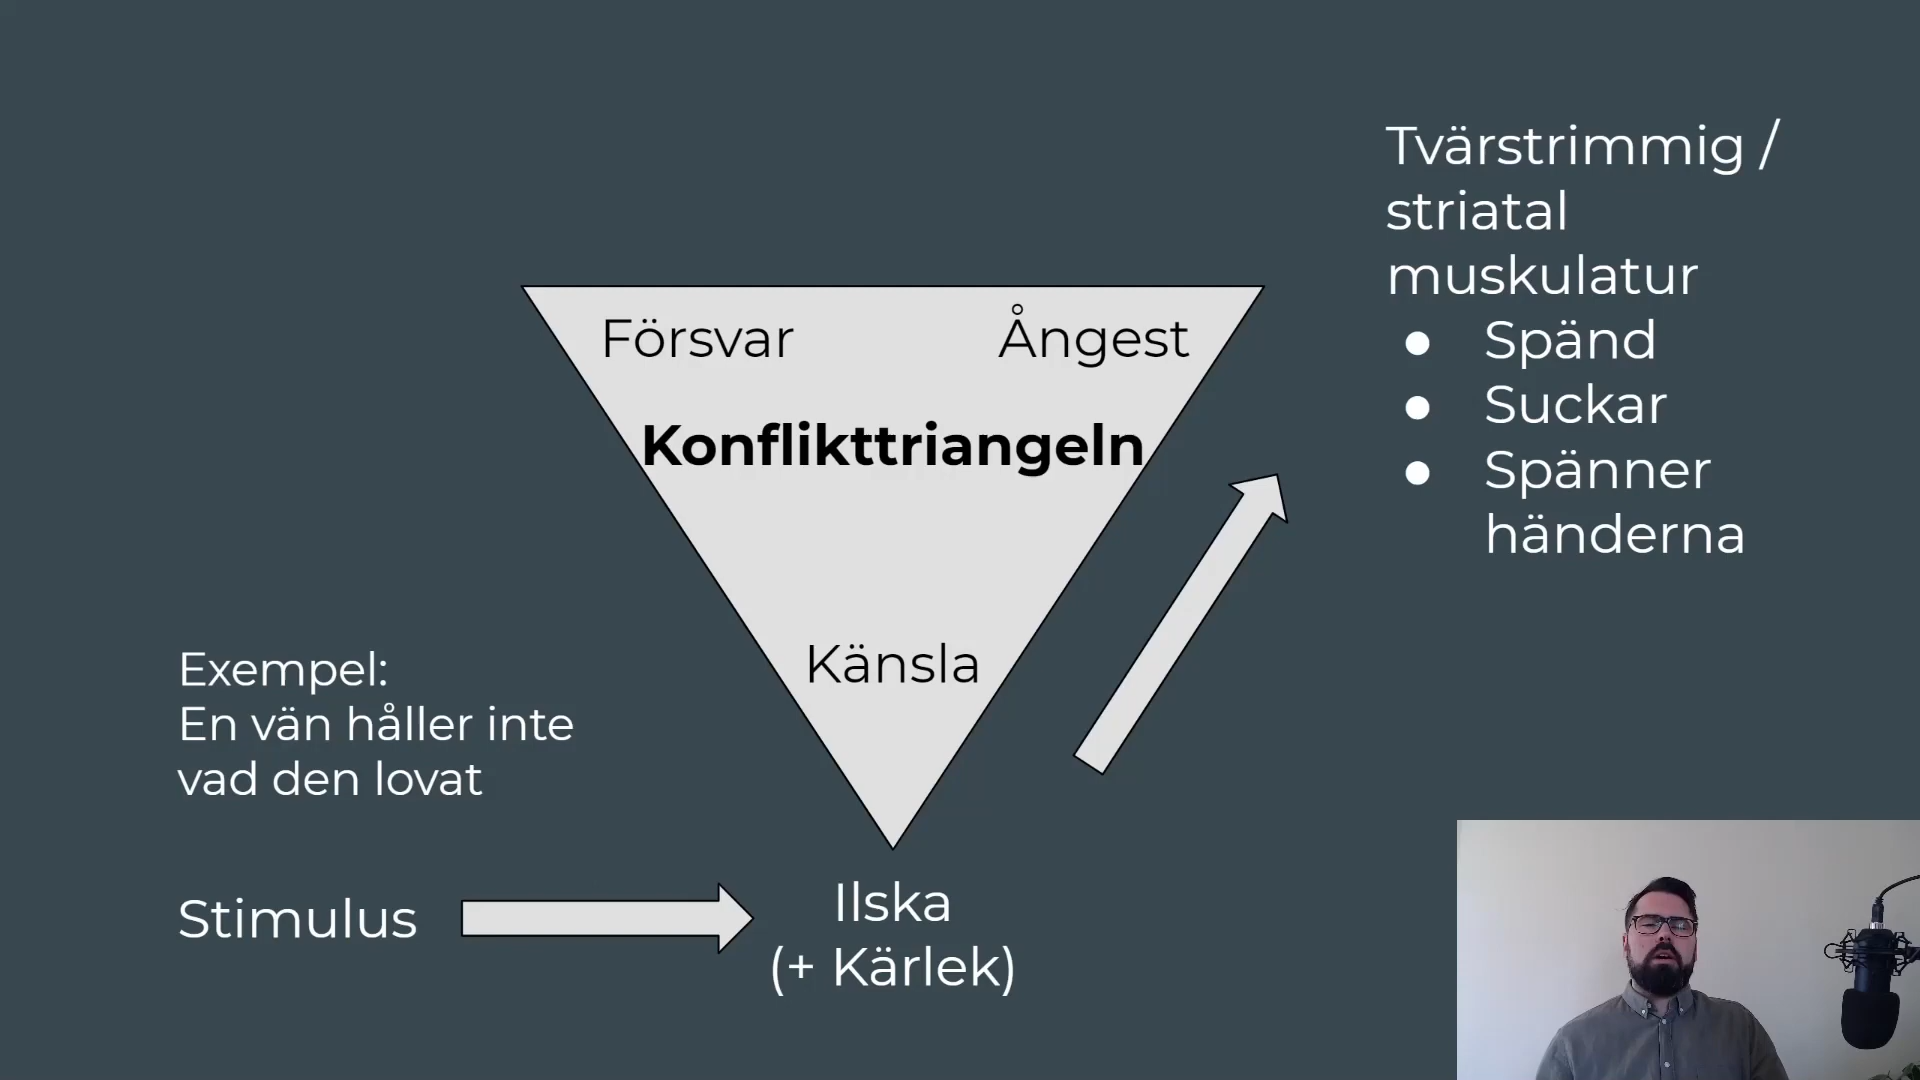 Tvärstrimmig /
striatal
muskulatur
● Spänd
● Suckar
● Spänner
händerna
Försvar
Ångest
Konflikttriangeln
Känsla
Exempel:
En vän håller inte
vad den lovat
Stimulus
Ilska
(+ Kärlek)